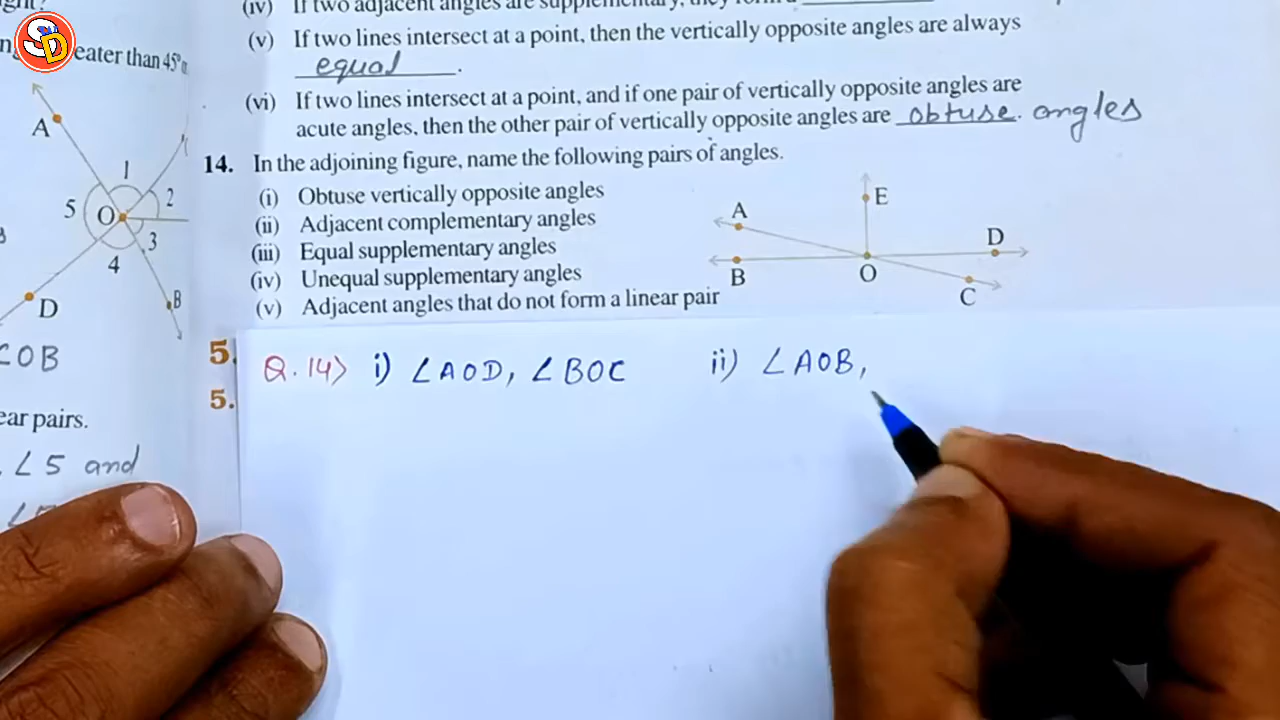 (iv) If two adjacent angles are supplementary, they form a
(v) If two lines intersect at a point, then the vertically opposite angles are always
equal.
(vi) If two lines intersect at a point, and if one pair of vertically opposite angles are
acute angles, then the other pair of vertically opposite angles are obtuse. angles
14. In the adjoining figure, name the following pairs of angles.
(i) Obtuse vertically opposite angles
(ii) Adjacent complementary angles
(iii) Equal supplementary angles
(iv) Unequal supplementary angles
(v) Adjacent angles that do not form a linear pair
A
E
D
B
O
C
SD
eater than 45°
A
1
5
O
2
3
4
D
B
COB
ear pairs.
∠5 and
5.
5.
Q.14> i) ∠AOD, ∠BOC ii) ∠AOB,